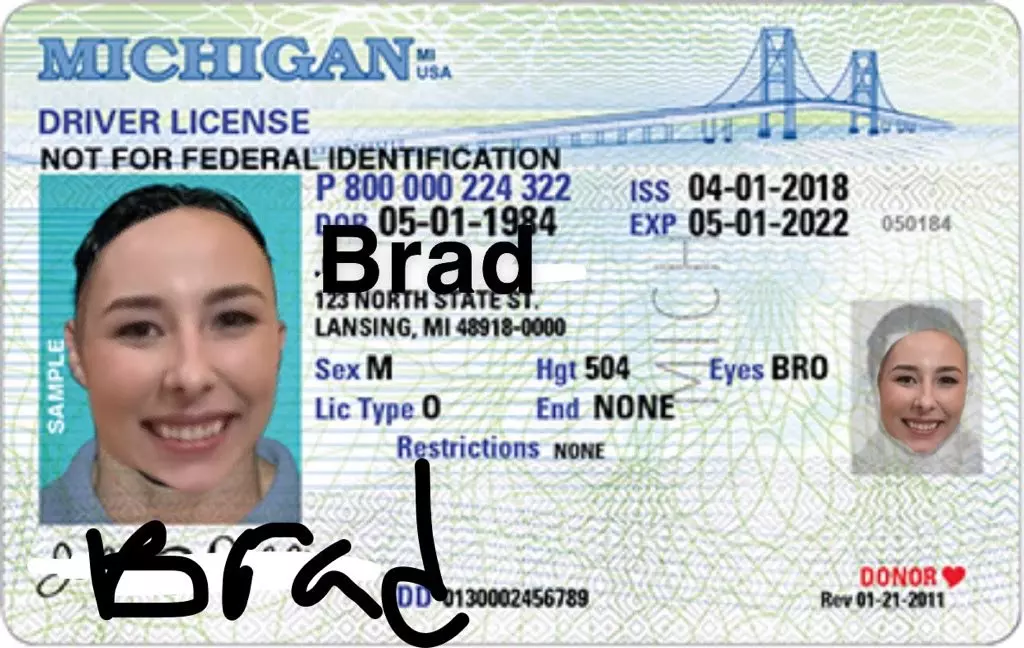 MICHIGAN MI USA
DRIVER LICENSE
NOT FOR FEDERAL IDENTIFICATION
P 800 000 224 322 ISS 04-01-2018
DOB 05-01-1984 EXP 05-01-2022 050184
Brad
123 NORTH STATE ST.
LANSING, MI 48918-0000
Sex M Hgt 504 Eyes BRO
Lic Type O End NONE
Restrictions NONE
SAMPLE
MICH
Brad
DD 0130002456789
DONOR
Rev 01-21-2011